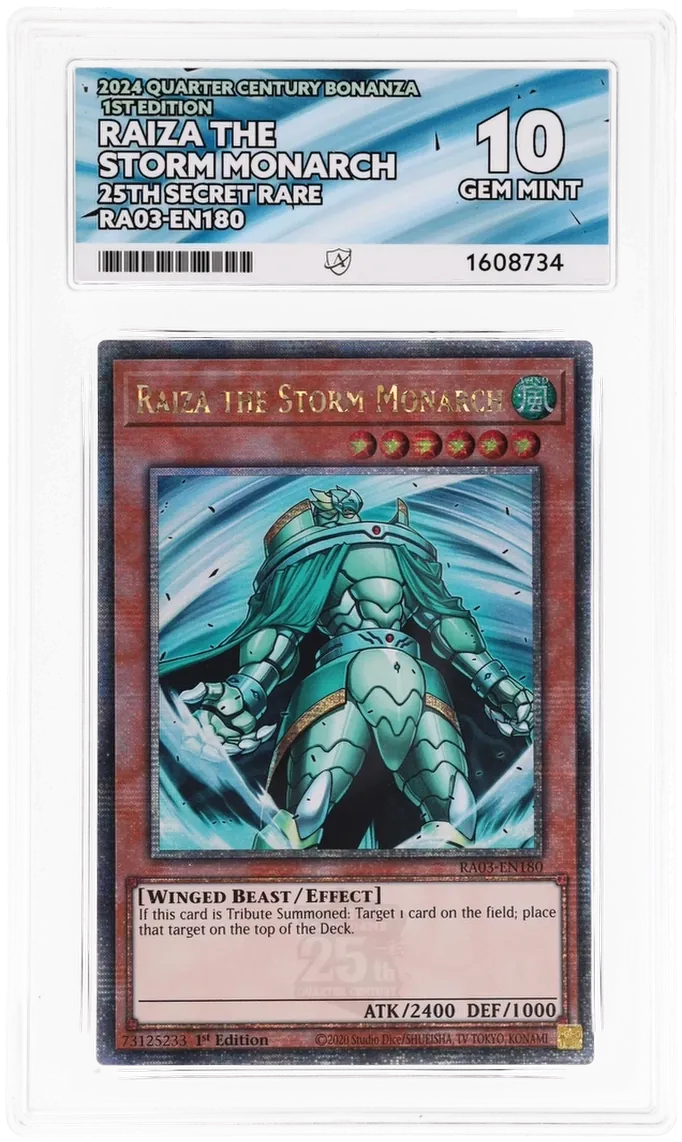 2024 QUARTER CENTURY BONANZA
1ST EDITION
RAIZA THE
STORM MONARCH
25TH SECRET RARE
RA03-EN180
10
GEM MINT
1608734
RAIZA THE STORM MONARCH
WIND
風
RA03-EN180
[WINGED BEAST/EFFECT]
If this card is Tribute Summoned: Target 1 card on the field; place
that target on the top of the Deck.
25th
QUARTER CENTURY
ATK/2400 DEF/1000
73125233 1st Edition ©2020 Studio Dice/SHUEISHA, TV TOKYO, KONAMI